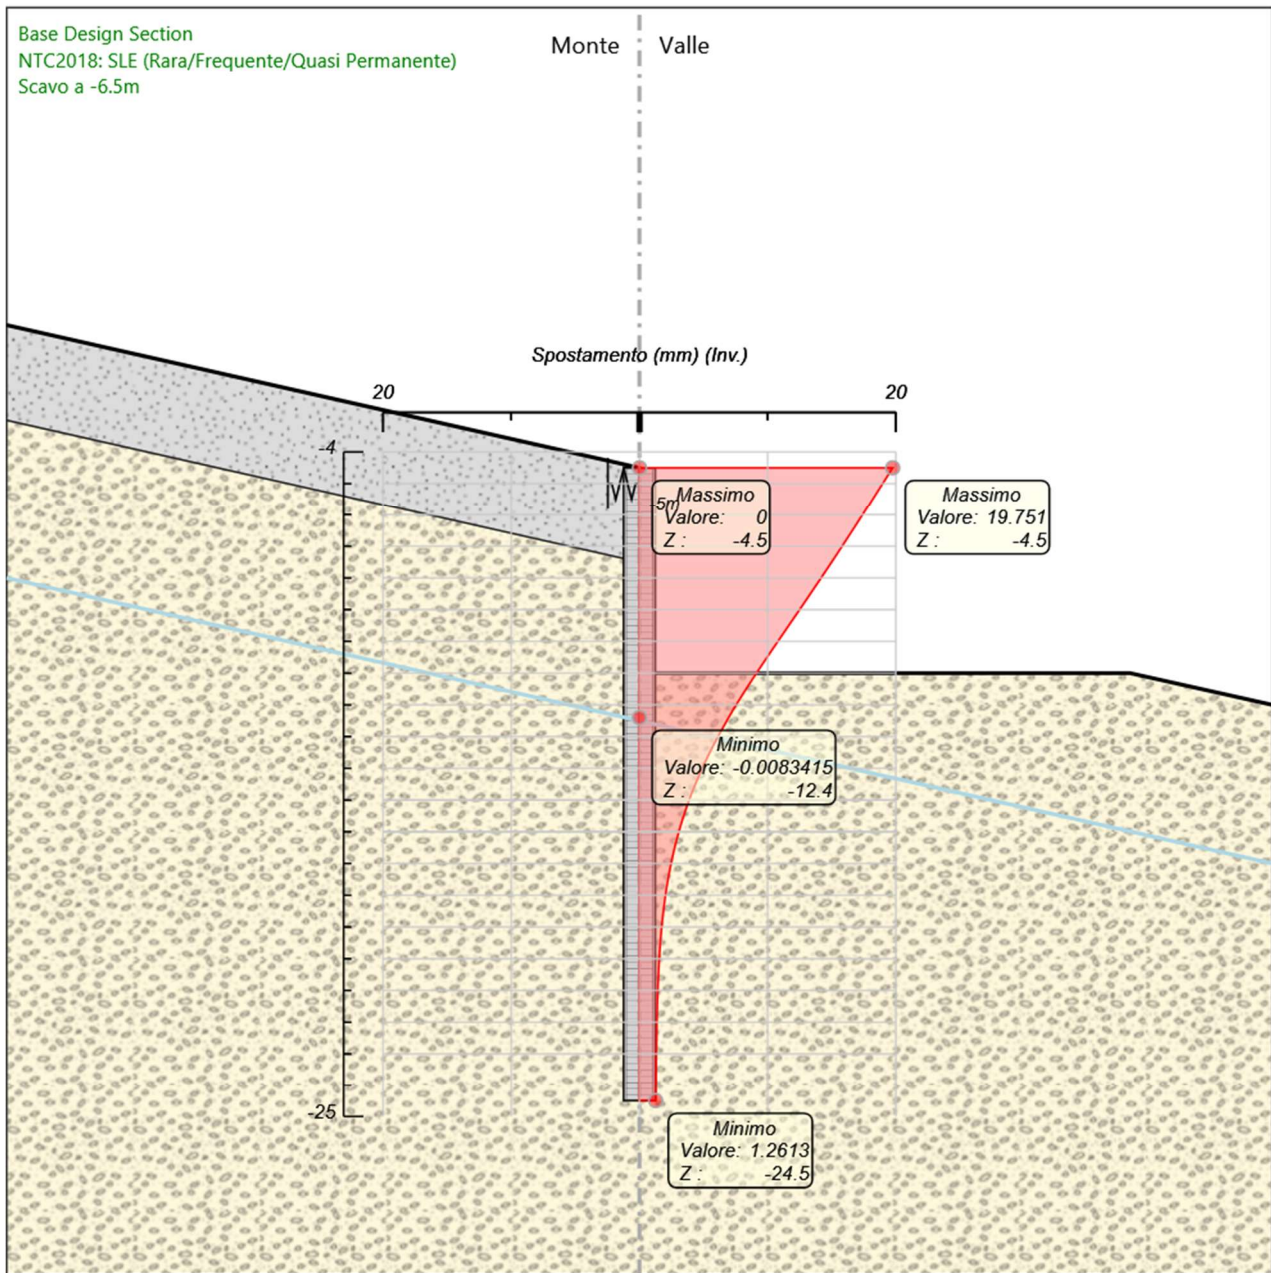 Base Design Section
NTC2018: SLE (Rara/Frequente/Quasi Permanente)
Scavo a -6.5m
Monte
Valle
Spostamento (mm) (Inv.)
20
20
-4
-5m
Massimo
Valore: 0
Z : -4.5
Massimo
Valore: 19.751
Z : -4.5
Minimo
Valore: -0.0083415
Z : -12.4
-25
Minimo
Valore: 1.2613
Z : -24.5